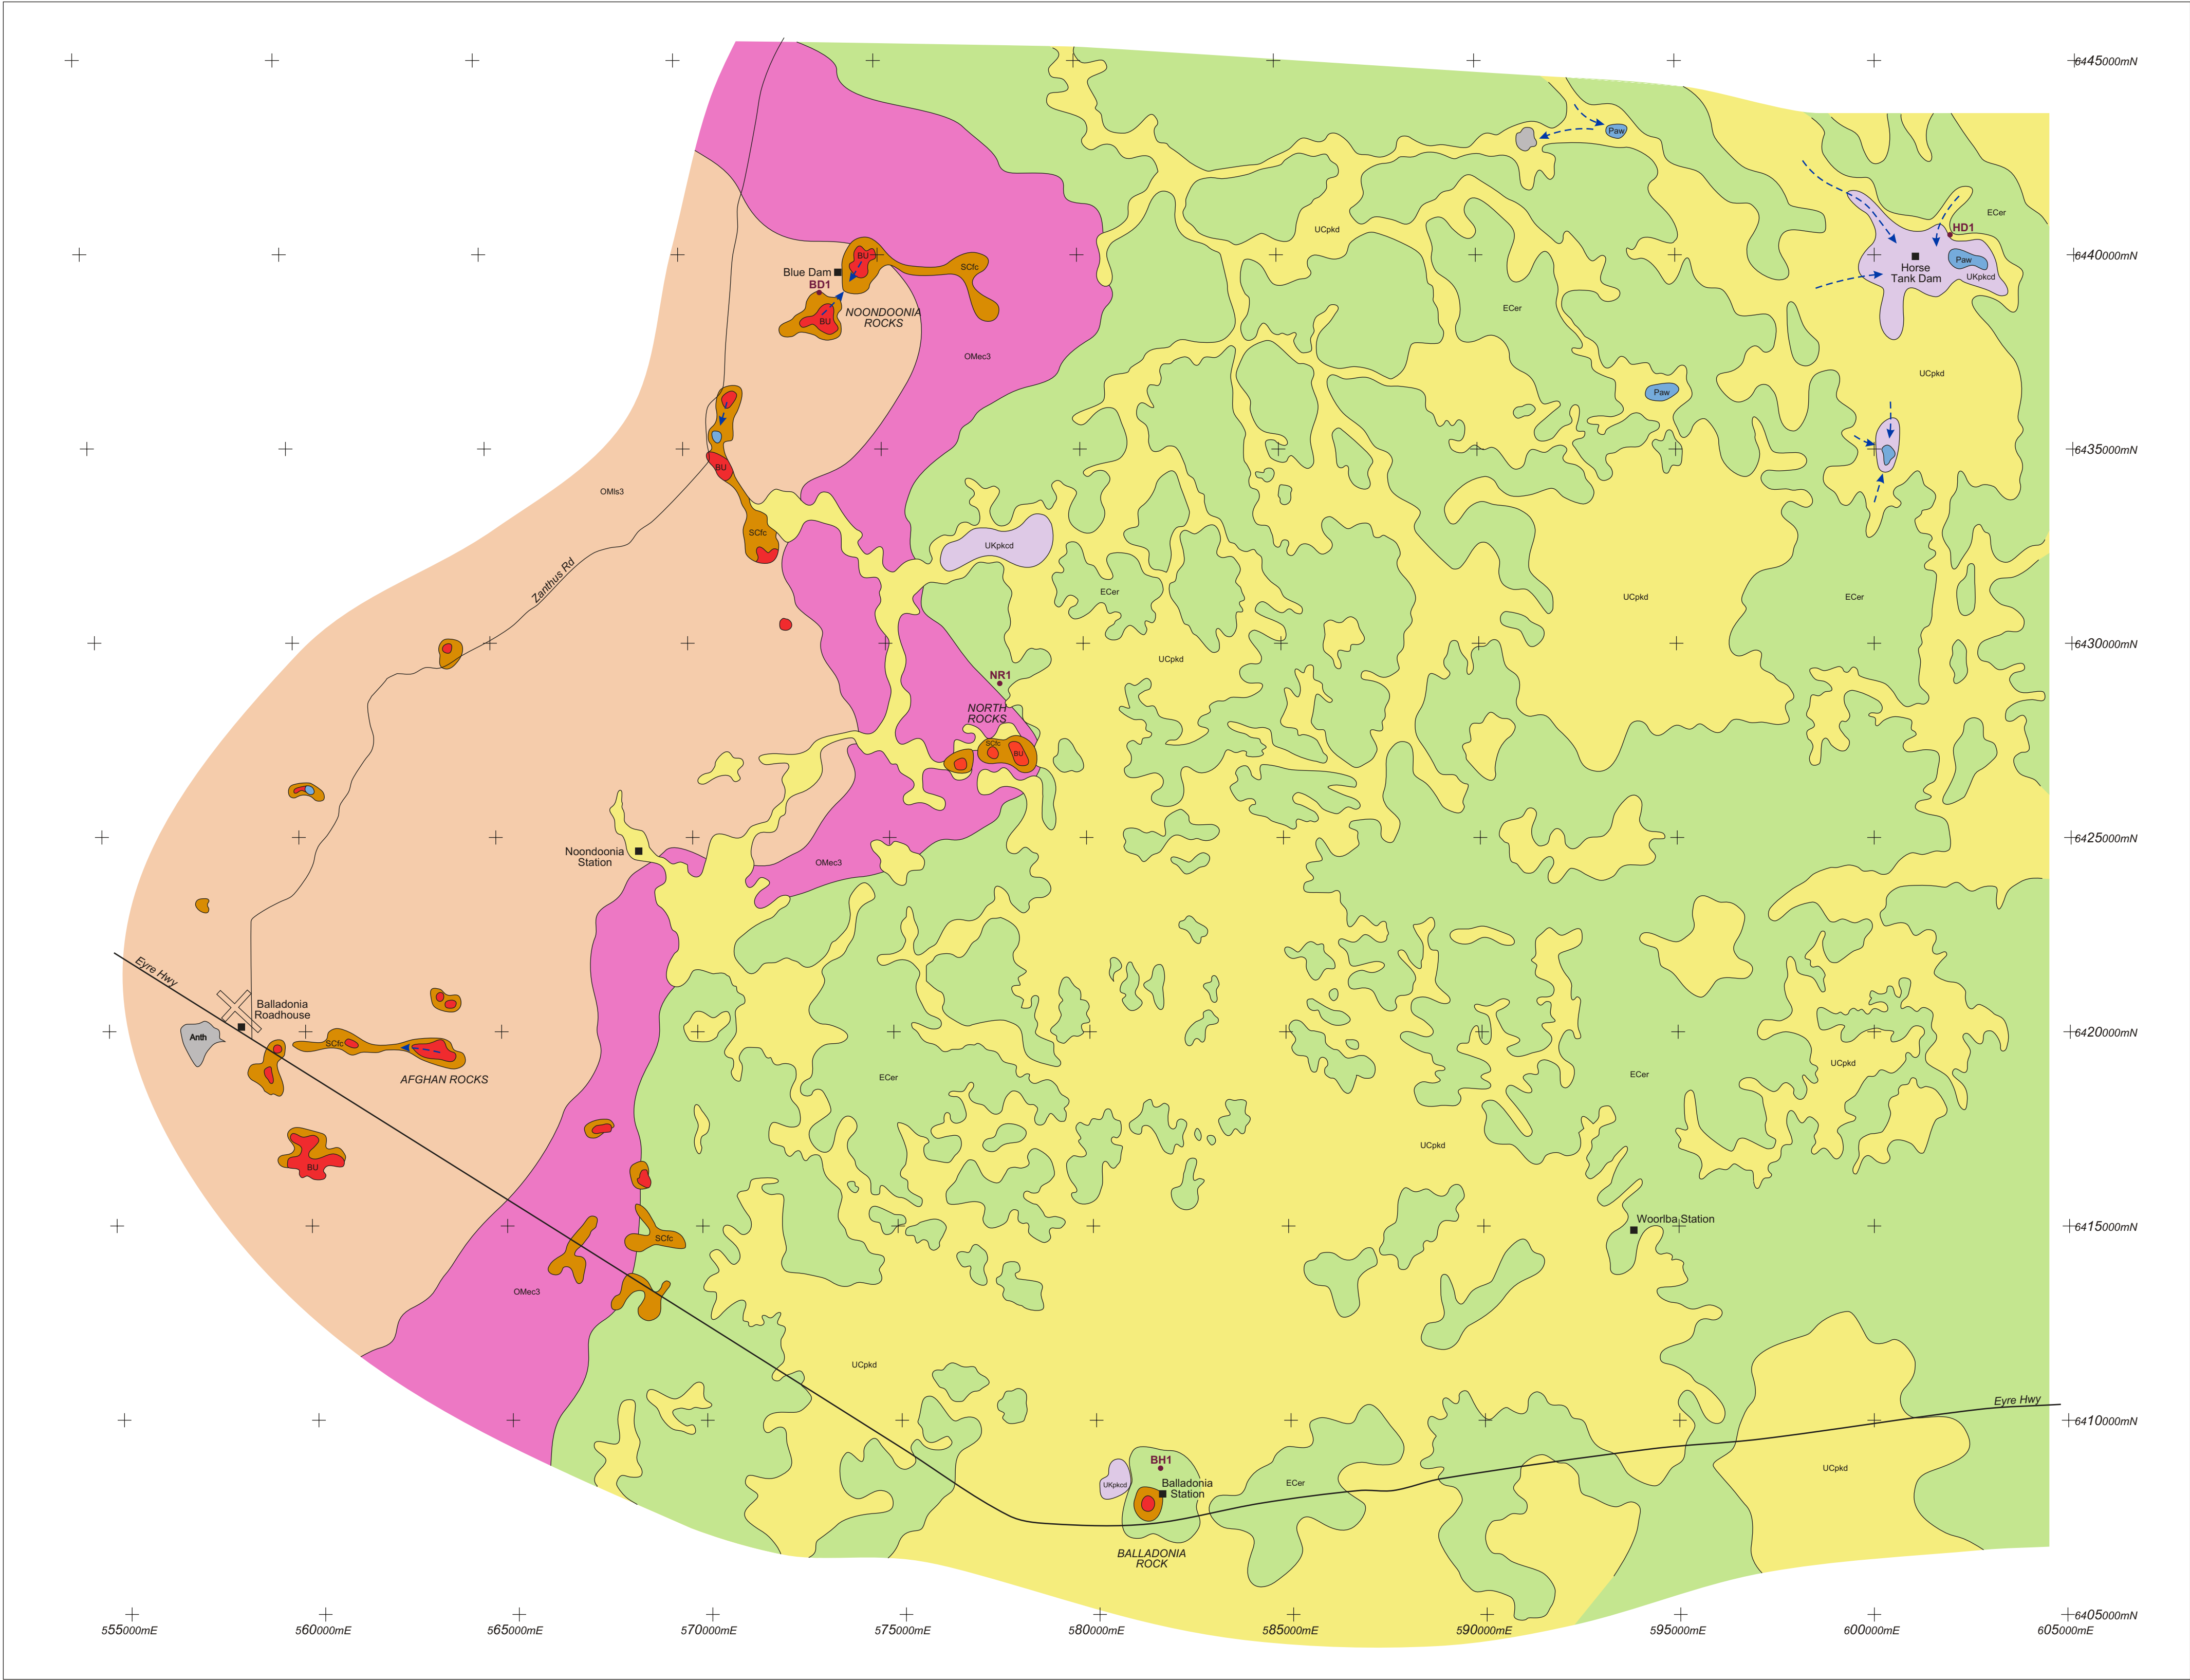 6445000mN
Paw
ECer
UCpkd
HD1
6440000mN
BU
SCfc
Blue Dam
BD1
Paw
Horse
Tank Dam
UKpkcd
NOONDOONIA
ROCKS
BU
ECer
OMec3
UCpkd
Paw
6435000mN
BU
OMls3
SCfc
UKpkcd
Zanthus Rd
ECer
UCpkd
ECer
6430000mN
UCpkd
NR1
NORTH
ROCKS
SCfc
BU
6425000mN
Noondoonia
Station
OMec3
Eyre Hwy
Balladonia
Roadhouse
Anth
SCfc
6420000mN
AFGHAN ROCKS
ECer
ECer
UCpkd
BU
UCpkd
Woorlba Station
6415000mN
SCfc
OMec3
UCpkd
Eyre Hwy
6410000mN
BH1
UKpkcd
Balladonia
Station
ECer
UCpkd
BALLADONIA
ROCK
6405000mN
555000mE
560000mE
565000mE
570000mE
575000mE
580000mE
585000mE
590000mE
595000mE
600000mE
605000mE